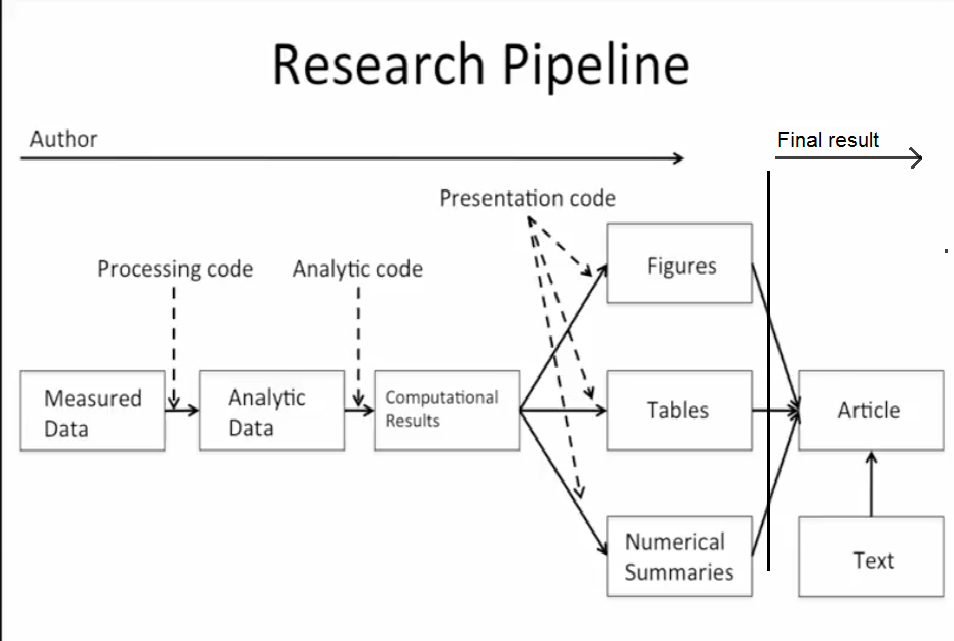 Research Pipeline
Author
Final result
Presentation code
Processing code
Analytic code
Figures
Measured
Data
Analytic
Data
Computational
Results
Tables
Article
Numerical
Summaries
Text